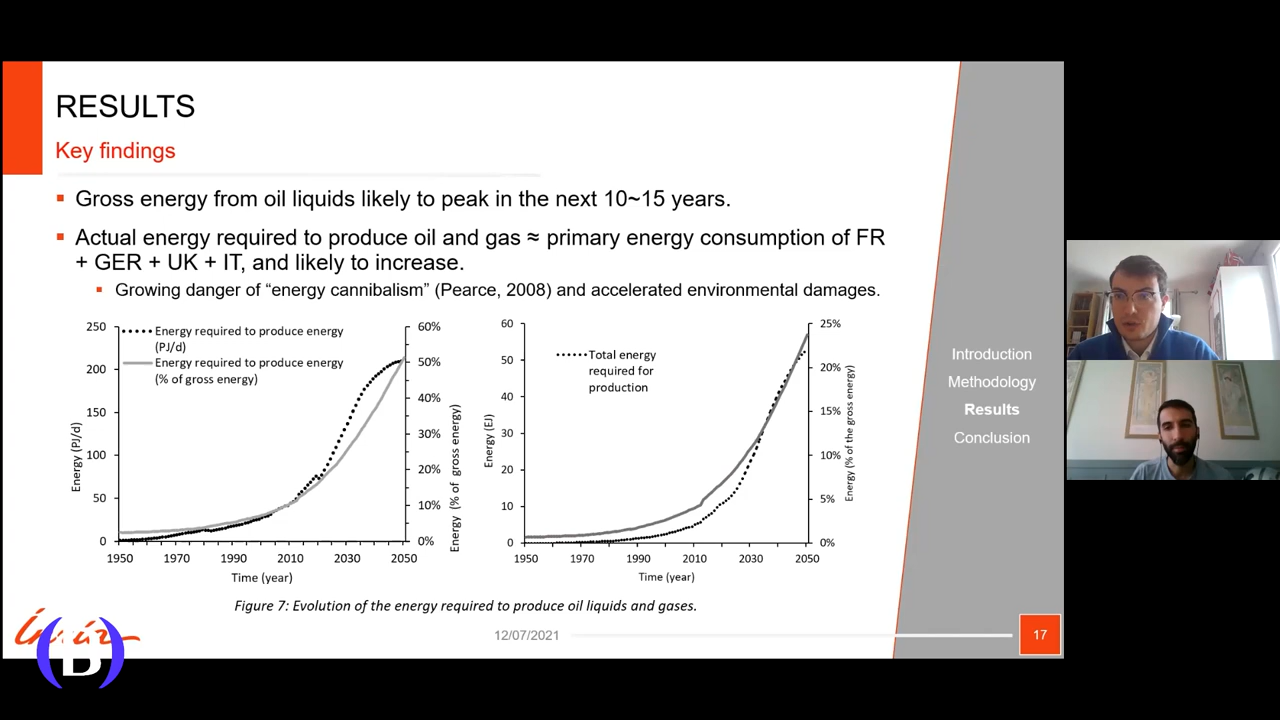 RESULTS
Key findings
▪ Gross energy from oil liquids likely to peak in the next 10~15 years.
▪ Actual energy required to produce oil and gas ≈ primary energy consumption of FR
+ GER + UK + IT, and likely to increase.
▪ Growing danger of “energy cannibalism” (Pearce, 2008) and accelerated environmental damages.
250
200
150
100
50
0
Energy (PJ/d)
Energy required to produce energy
(PJ/d)
Energy required to produce energy
(% of gross energy)
60%
50%
40%
30%
20%
10%
0%
Energy (% of gross energy)
1950 1970 1990 2010 2030 2050
Time (year)
60
50
40
30
20
10
0
Energy (EJ)
Total energy
required for
production
25%
20%
15%
10%
5%
0%
Energy (% of the gross energy)
1950 1970 1990 2010 2030 2050
Time (year)
Figure 7: Evolution of the energy required to produce oil liquids and gases.
Introduction
Methodology
Results
Conclusion
Inria
(B)
12/07/2021
17